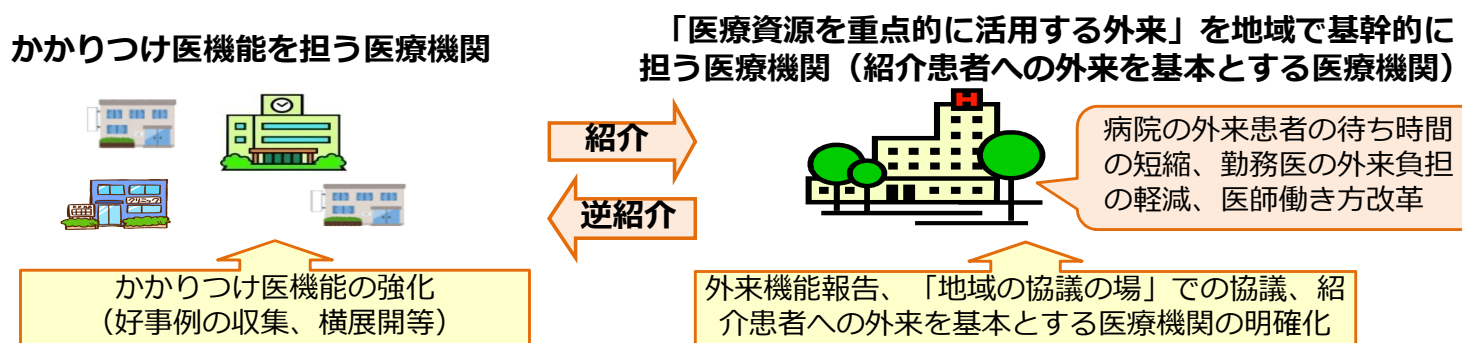 かかりつけ医機能を担う医療機関
「医療資源を重点的に活用する外来」を地域で基幹的に
担う医療機関（紹介患者への外来を基本とする医療機関）
紹介
逆紹介
H
病院の外来患者の待ち時間
の短縮、勤務医の外来負担
の軽減、医師働き方改革
クリニック
かかりつけ医機能の強化
（好事例の収集、横展開等）
外来機能報告、「地域の協議の場」での協議、紹
介患者への外来を基本とする医療機関の明確化